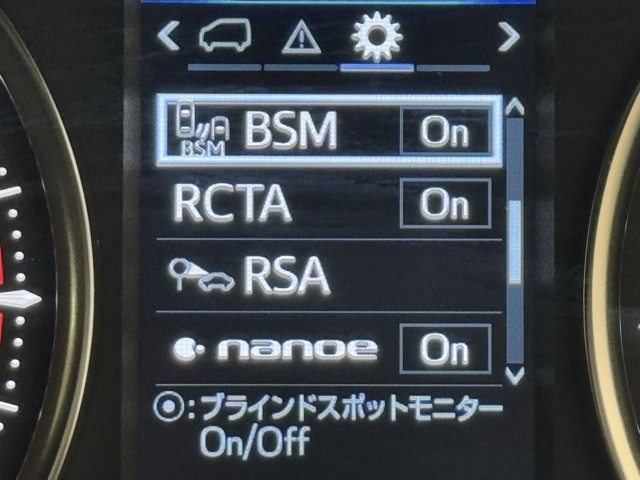 BSM BSM On
RCTA On
RSA
nanoe On
:ブラインドスポットモニター
On/Off